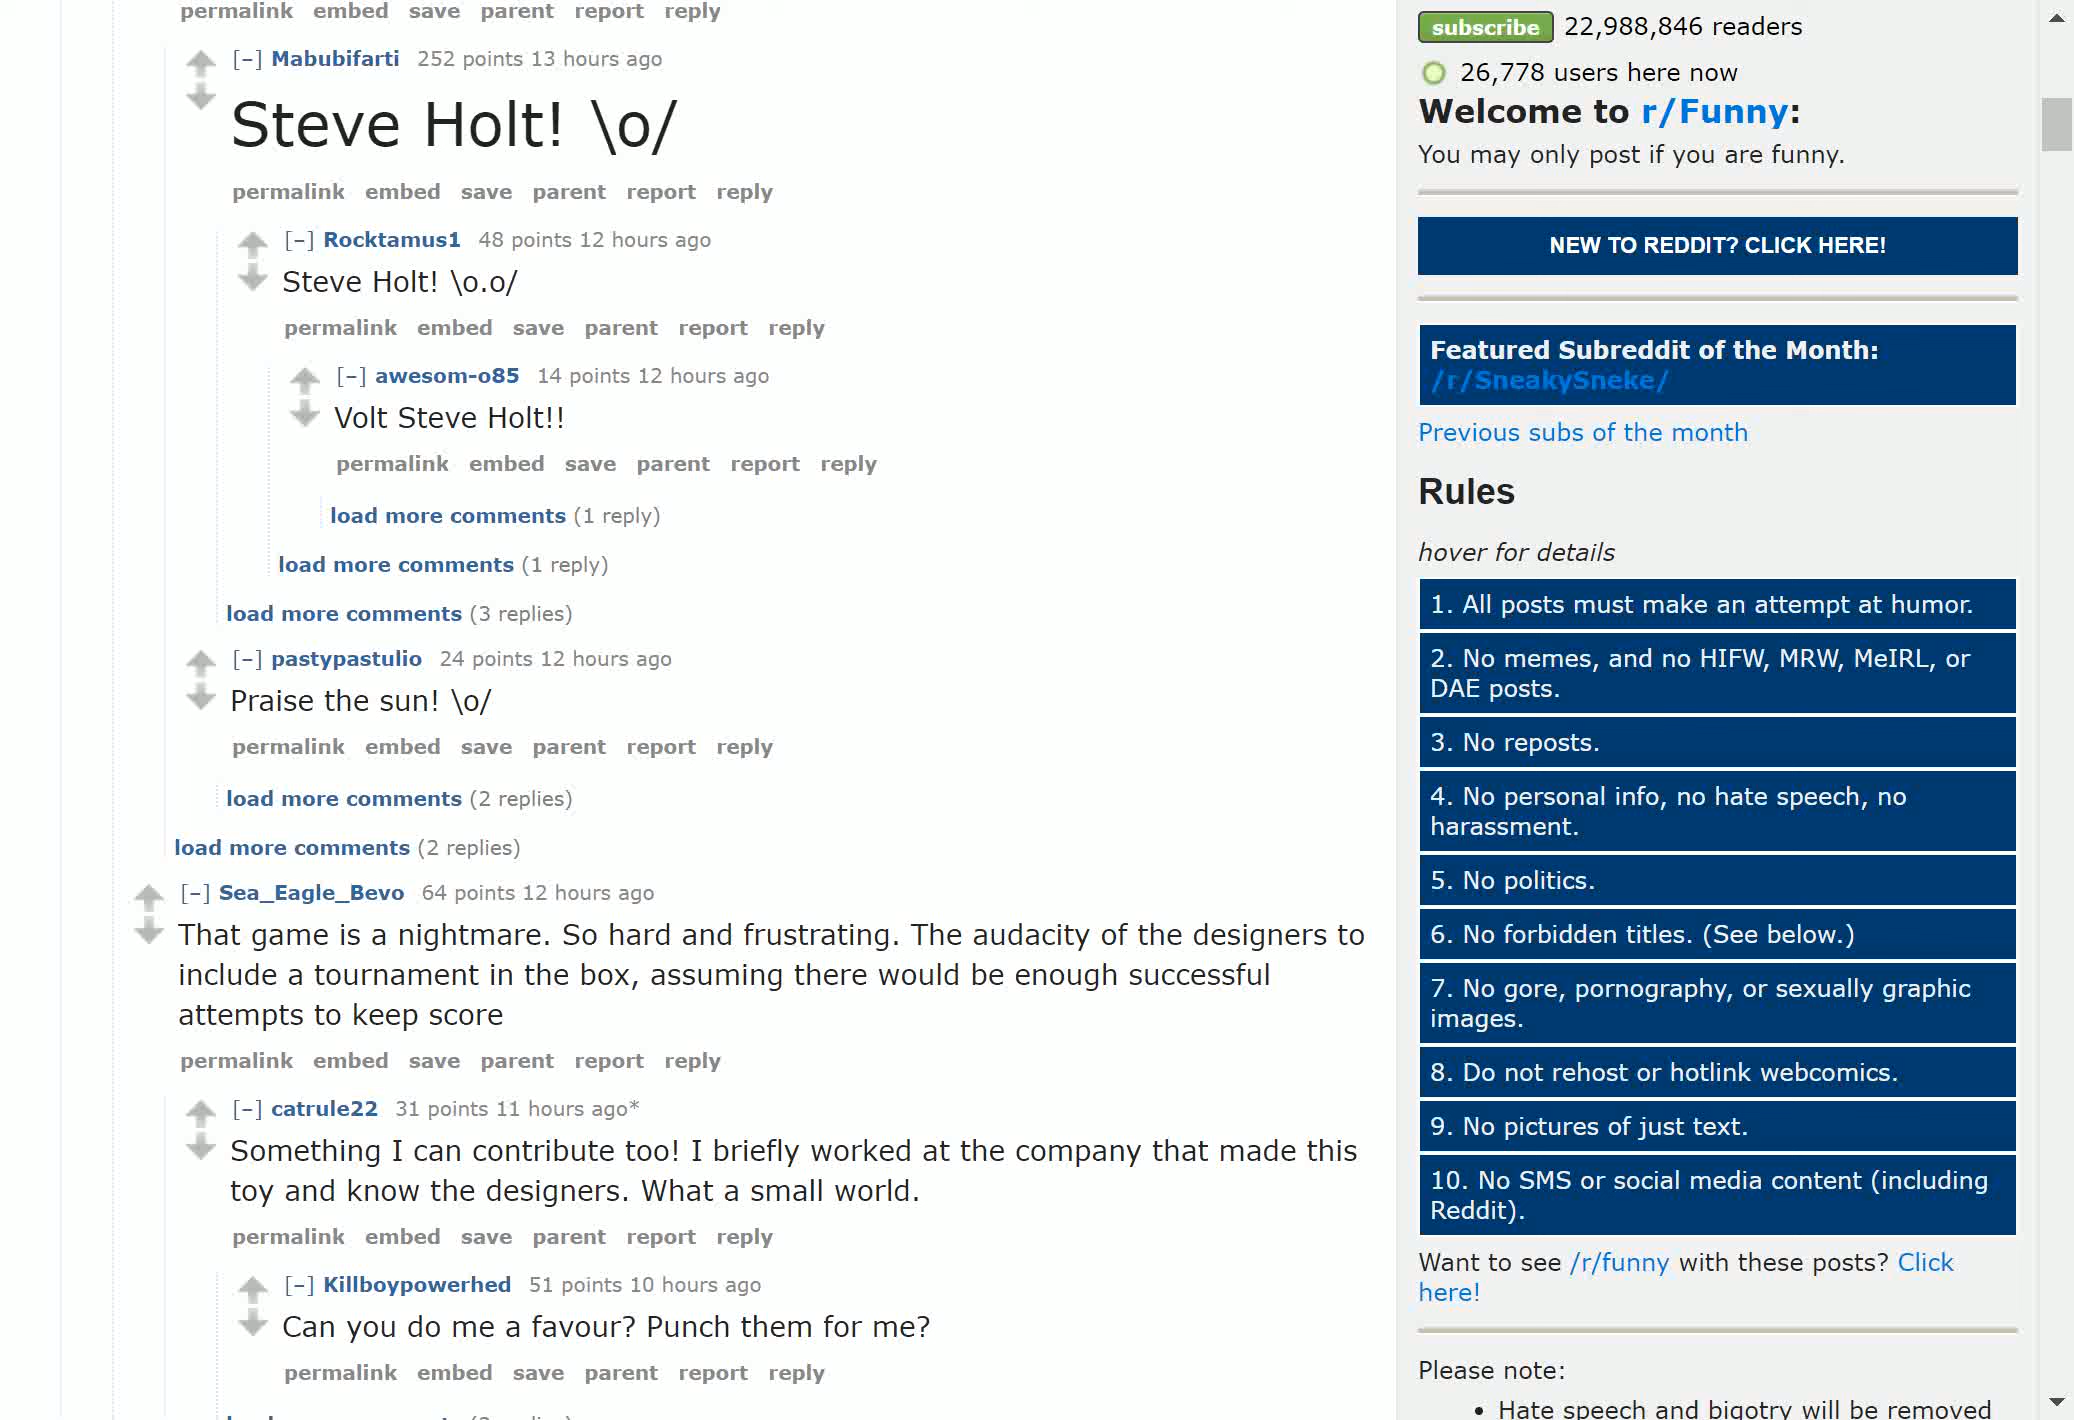 permalink embed save parent report reply
[–] Mabubifarti 252 points 13 hours ago
Steve Holt! \o/
permalink embed save parent report reply
[–] Rocktamus1 48 points 12 hours ago
Steve Holt! \o.o/
permalink embed save parent report reply
[–] awesom-o85 14 points 12 hours ago
Volt Steve Holt!!
permalink embed save parent report reply
load more comments (1 reply)
load more comments (1 reply)
load more comments (3 replies)
[–] pastypastulio 24 points 12 hours ago
Praise the sun! \o/
permalink embed save parent report reply
load more comments (2 replies)
load more comments (2 replies)
[–] Sea_Eagle_Bevo 64 points 12 hours ago
That game is a nightmare. So hard and frustrating. The audacity of the designers to
include a tournament in the box, assuming there would be enough successful
attempts to keep score
permalink embed save parent report reply
[–] catrule22 31 points 11 hours ago*
Something I can contribute too! I briefly worked at the company that made this
toy and know the designers. What a small world.
permalink embed save parent report reply
[–] Killboypowerhed 51 points 10 hours ago
Can you do me a favour? Punch them for me?
permalink embed save parent report reply
subscribe 22,988,846 readers
26,778 users here now
Welcome to r/Funny:
You may only post if you are funny.
NEW TO REDDIT? CLICK HERE!
Featured Subreddit of the Month:
/r/SneakySneke/
Previous subs of the month
Rules
hover for details
1. All posts must make an attempt at humor.
2. No memes, and no HIFW, MRW, MeIRL, or
DAE posts.
3. No reposts.
4. No personal info, no hate speech, no
harassment.
5. No politics.
6. No forbidden titles. (See below.)
7. No gore, pornography, or sexually graphic
images.
8. Do not rehost or hotlink webcomics.
9. No pictures of just text.
10. No SMS or social media content (including
Reddit).
Want to see /r/funny with these posts? Click
here!
Please note:
• Hate speech and bigotry will be removed